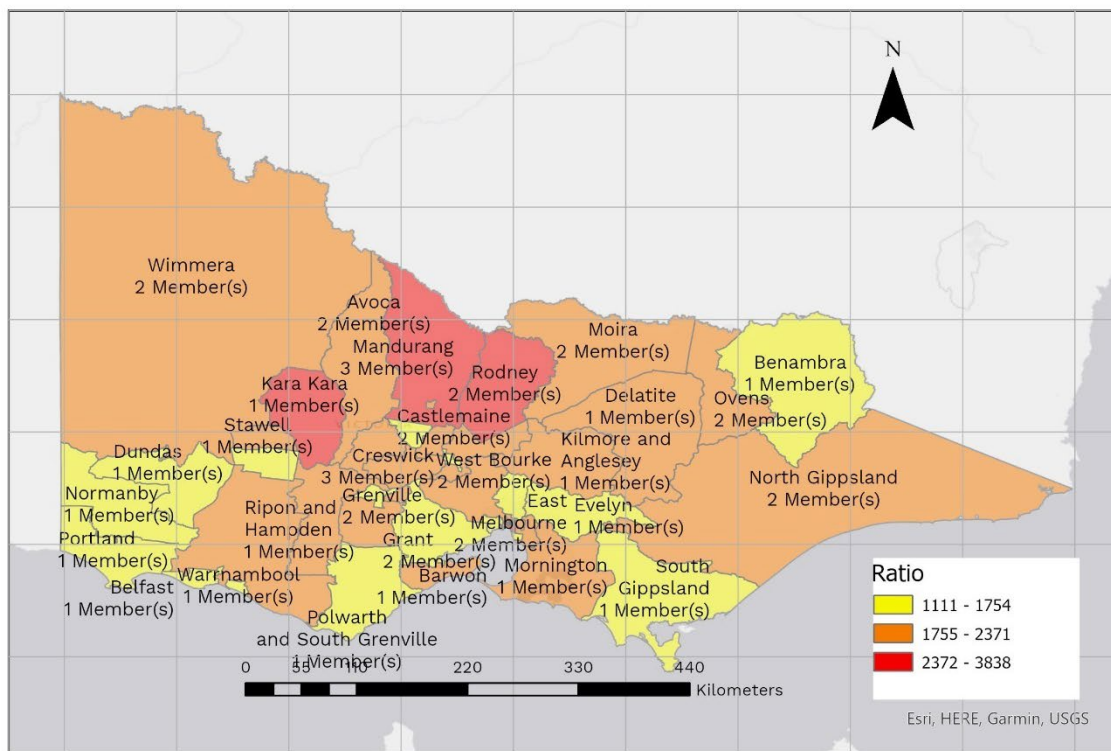 N
Wimmera
2 Member(s)
Avoca
2 Member(s)
Mandurang
3 Member(s)
Rodney
2 Member(s)
Moira
2 Member(s)
Benambra
1 Member(s)
Kara Kara
1 Member(s)
Stawell
1 Member(s)
Castlemaine
2 Member(s)
Delatite
1 Member(s)
Ovens
2 Member(s)
Dundas
1 Member(s)
Creswick
3 Member(s)
West Bourke
2 Member(s)
Kilmore and
Anglesey
1 Member(s)
North Gippsland
2 Member(s)
Normanby
1 Member(s)
Ripon and
Hampden
1 Member(s)
Grenville
2 Member(s)
Grant
2 Member(s)
East
Melbourne
2 Member(s)
Evelyn
1 Member(s)
Portland
1 Member(s)
Belfast
1 Member(s)
Warrnambool
1 Member(s)
Barwon
1 Member(s)
Mornington
1 Member(s)
South
Gippsland
1 Member(s)
Polwarth
and South Grenville
1 Member(s)
0 55 110 220 330 440
Kilometers
Ratio
1111 - 1754
1755 - 2371
2372 - 3838
Esri, HERE, Garmin, USGS